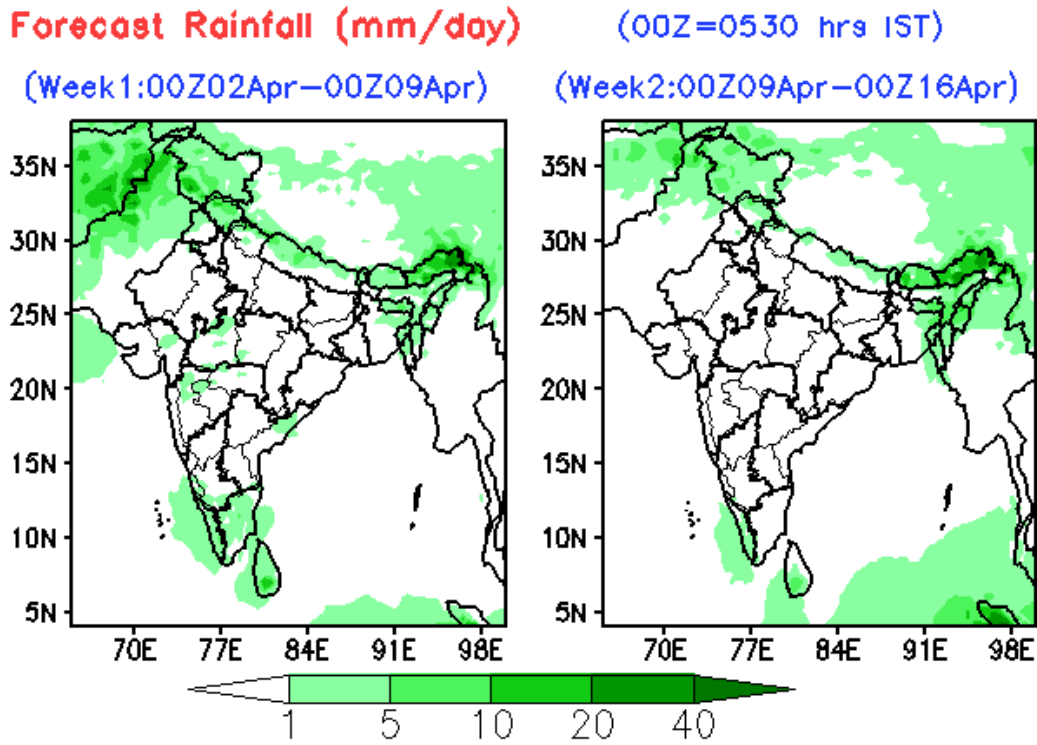 Forecast Rainfall (mm/day) (00Z=0530 hrs IST)
(Week1:00Z02Apr−00Z09Apr) (Week2:00Z09Apr−00Z16Apr)
35N
30N
25N
20N
15N
10N
5N
70E 77E 84E 91E 98E
35N
30N
25N
20N
15N
10N
5N
70E 77E 84E 91E 98E
1 5 10 20 40